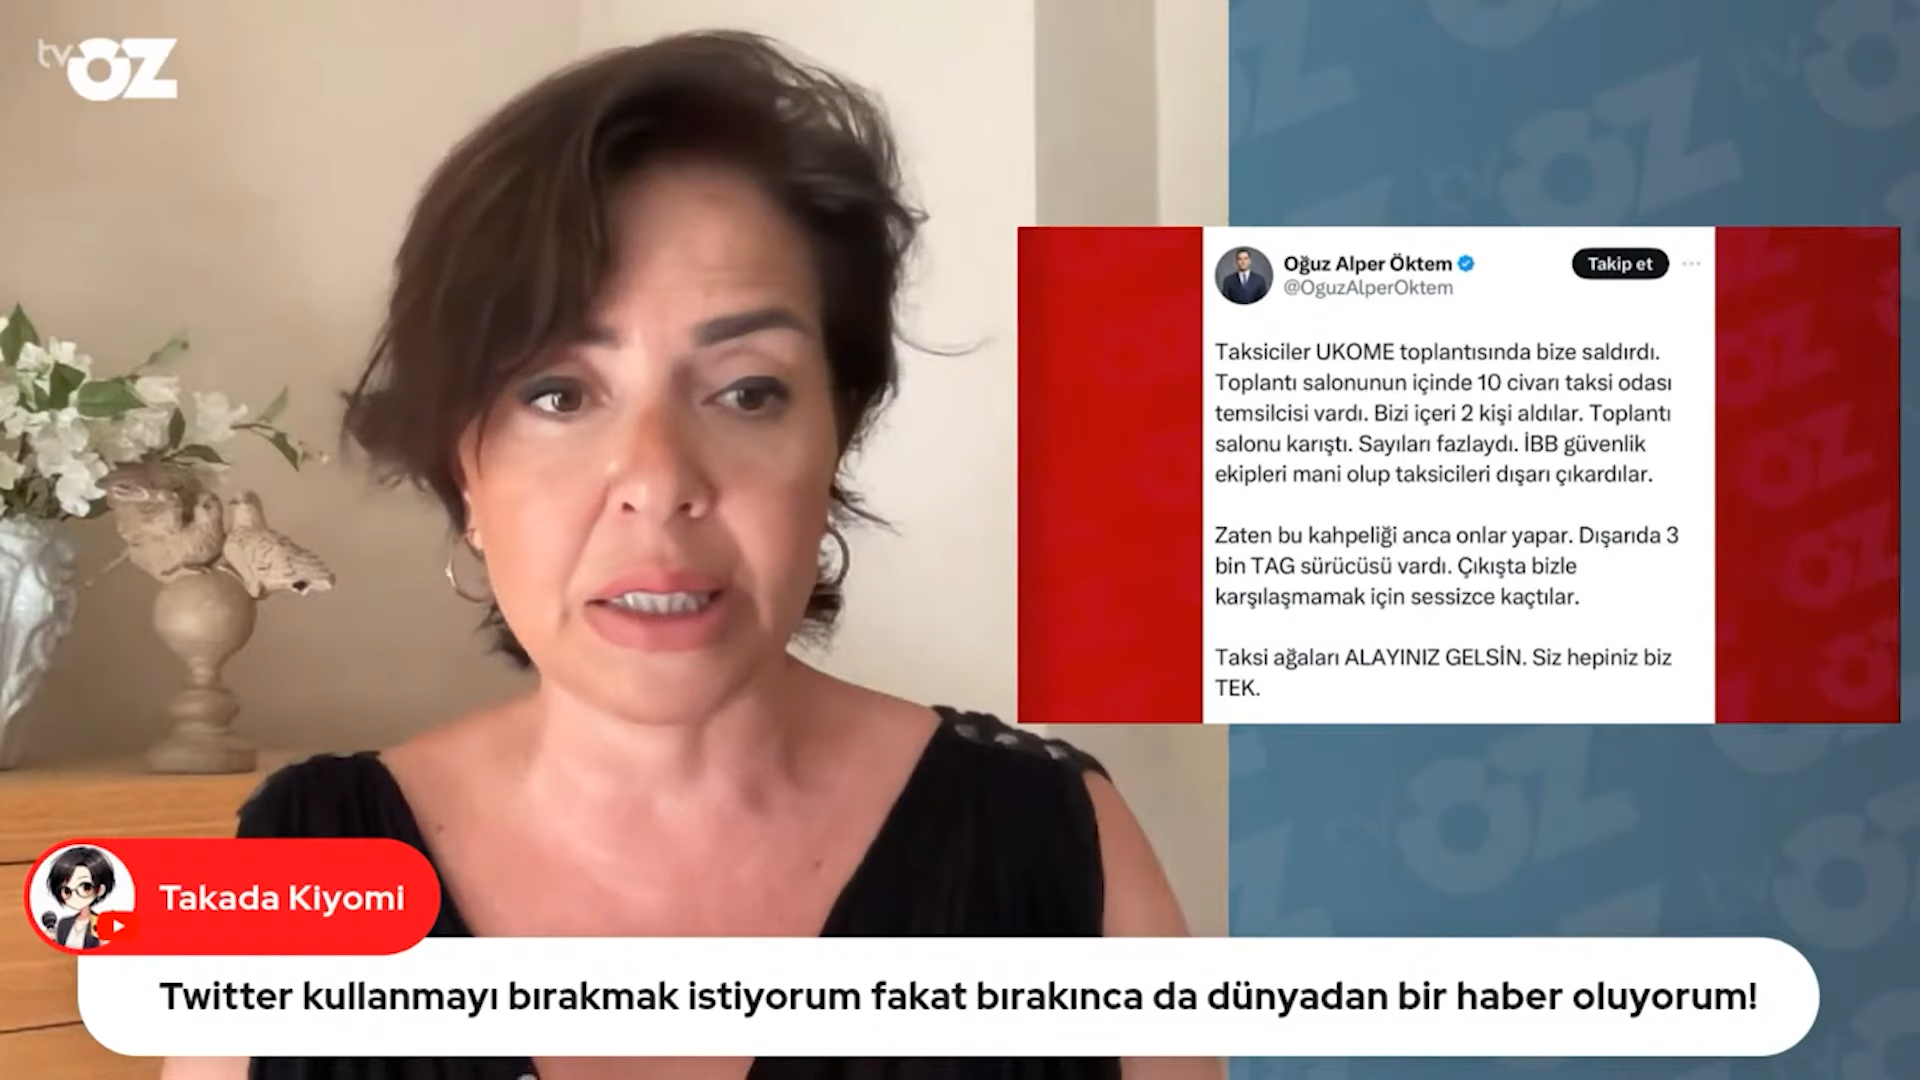 tv ÖZ
Oğuz Alper Öktem
Takip et
@OguzAlperOktem
Taksiciler UKOME toplantısında bize saldırdı.
Toplantı salonunun içinde 10 civarı taksi odası
temsilcisi vardı. Bizi içeri 2 kişi aldılar. Toplantı
salonu karıştı. Sayıları fazlaydı. İBB güvenlik
ekipleri mani olup taksicileri dışarı çıkardılar.
Zaten bu kahpeliği anca onlar yapar. Dışarıda 3
bin TAG sürücüsü vardı. Çıkışta bizle
karşılaşmamak için sessizce kaçtılar.
Taksi ağaları ALAYINIZ GELSİN. Siz hepiniz biz
TEK.
Takada Kiyomi
Twitter kullanmayı bırakmak istiyorum fakat bırakınca da dünyadan bir haber oluyorum!